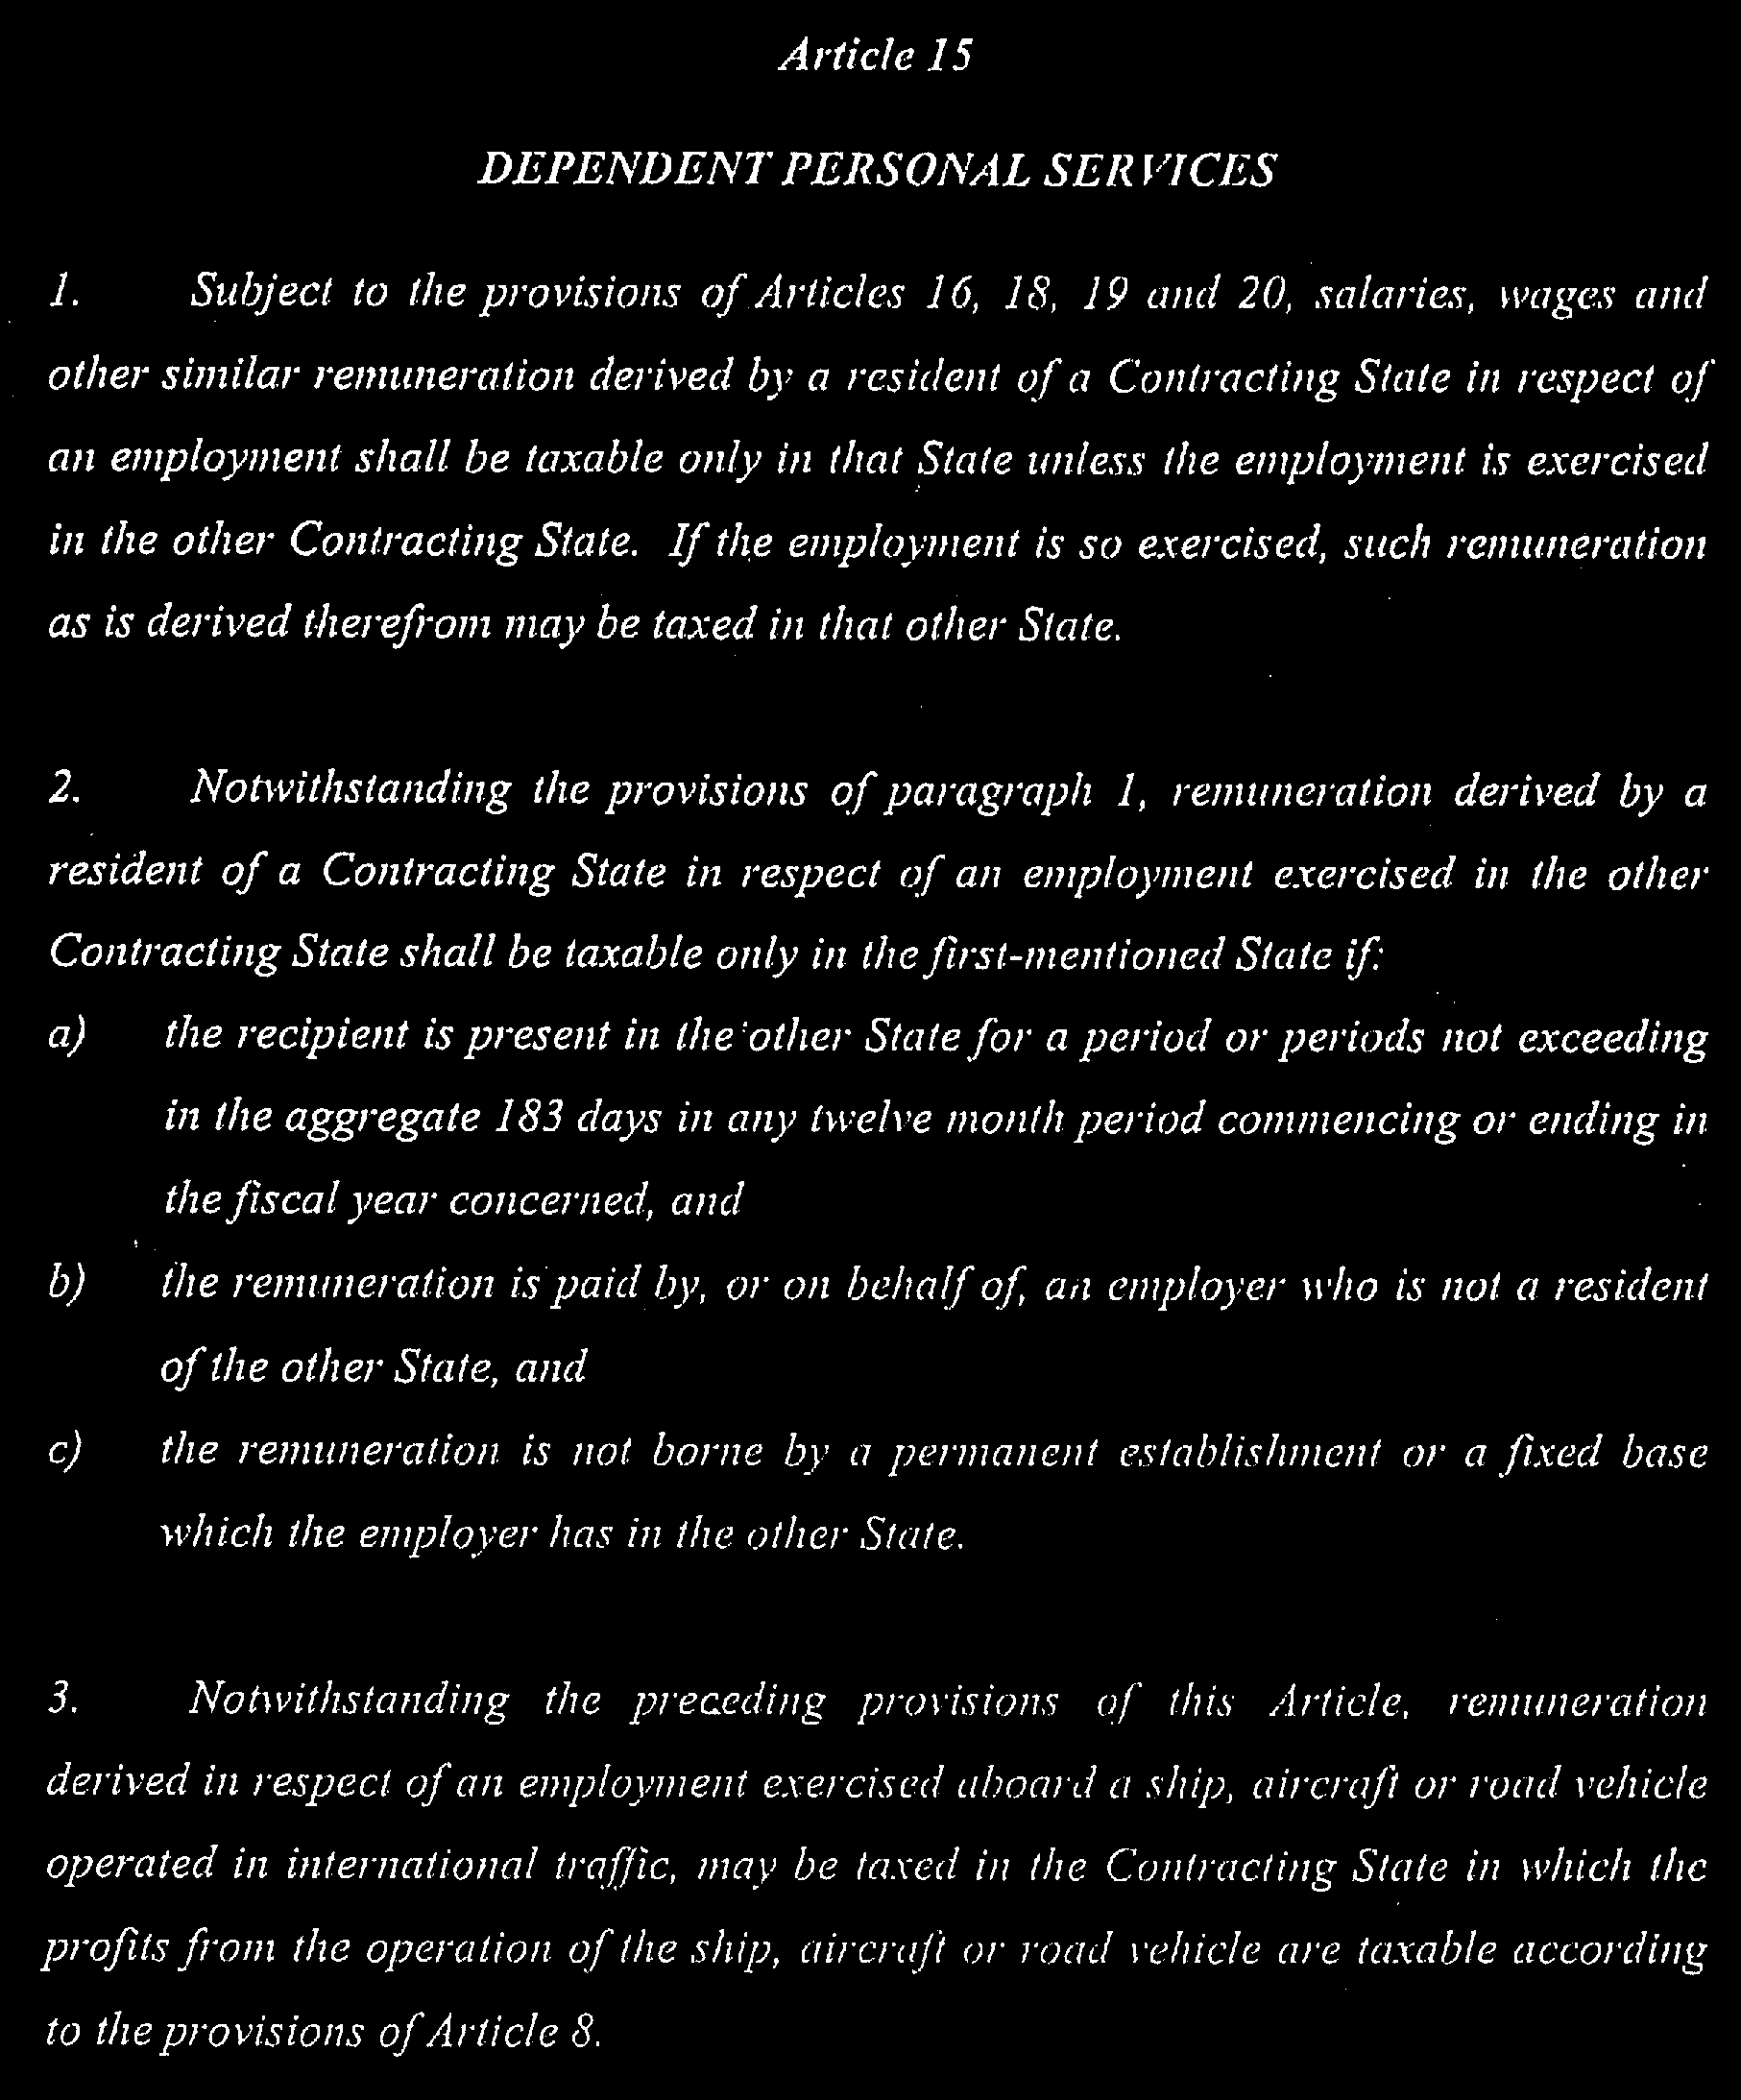 Article 15
DEPENDENT PERSONAL SERVICES
1. Subject to the provisions of Articles 16, 18, 19 and 20, salaries, wages and
other similar remuneration derived by a resident of a Contracting State in respect of
an employment shall be taxable only in that State unless the employment is exercised
in the other Contracting State. If the employment is so exercised, such remuneration
as is derived therefrom may be taxed in that other State.
2. Notwithstanding the provisions of paragraph 1, remuneration derived by a
resident of a Contracting State in respect of an employment exercised in the other
Contracting State shall be taxable only in the first-mentioned State if:
a) the recipient is present in the other State for a period or periods not exceeding
in the aggregate 183 days in any twelve month period commencing or ending in
the fiscal year concerned, and
b) the remuneration is paid by, or on behalf of, an employer who is not a resident
of the other State, and
c) the remuneration is not borne by a permanent establishment or a fixed base
which the employer has in the other State.
3. Notwithstanding the preceding provisions of this Article, remuneration
derived in respect of an employment exercised aboard a ship, aircraft or road vehicle
operated in international traffic, may be taxed in the Contracting State in which the
profits from the operation of the ship, aircraft or road vehicle are taxable according
to the provisions of Article 8.